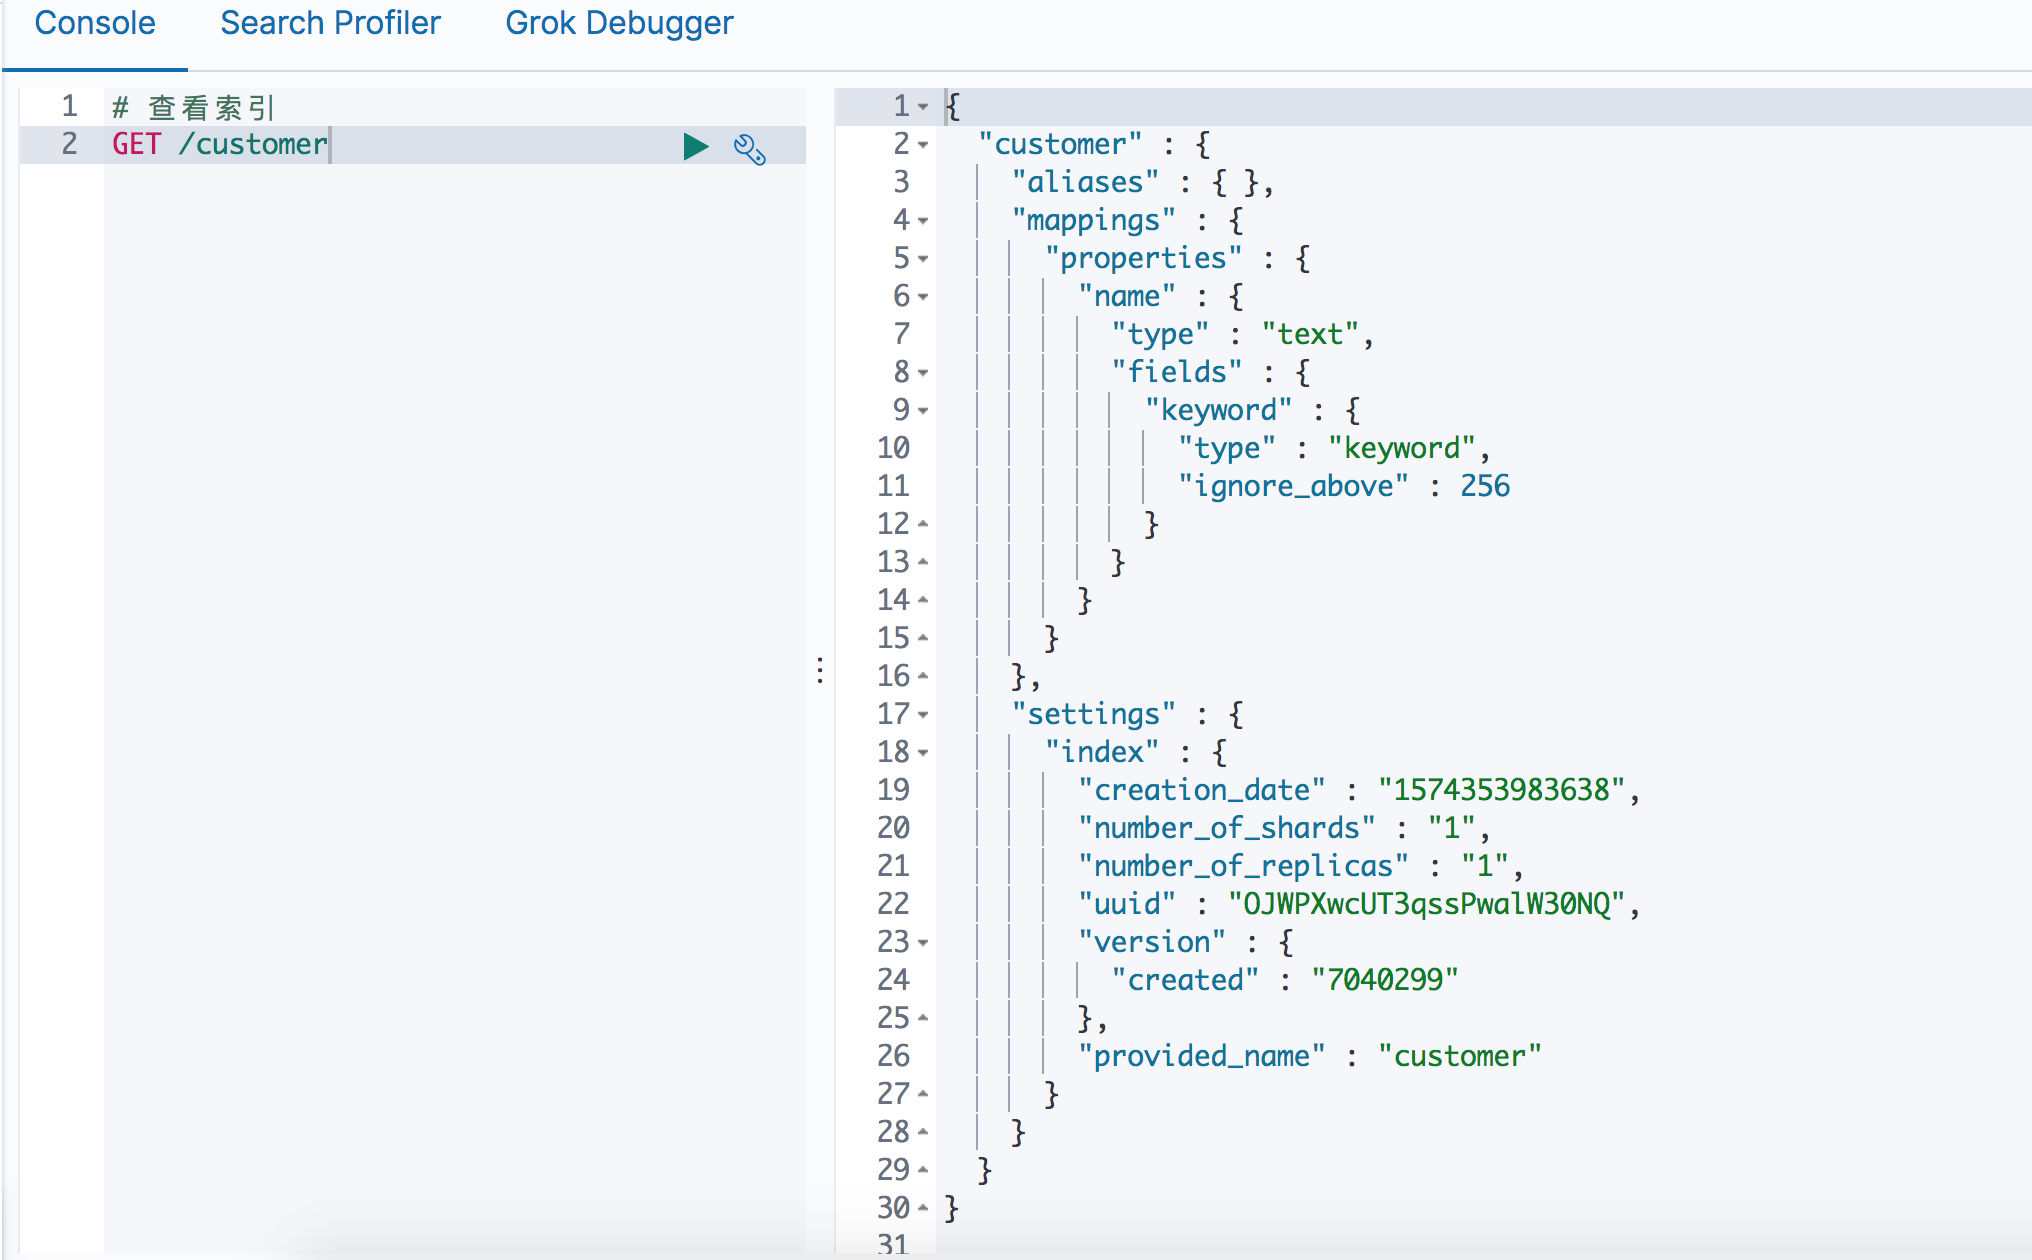 Console Search Profiler Grok Debugger
1 # 查看索引
2 GET /customer
1 {
2 "customer" : {
3 "aliases" : { },
4 "mappings" : {
5 "properties" : {
6 "name" : {
7 "type" : "text",
8 "fields" : {
9 "keyword" : {
10 "type" : "keyword",
11 "ignore_above" : 256
12 }
13 }
14 }
15 }
16 },
17 "settings" : {
18 "index" : {
19 "creation_date" : "1574353983638",
20 "number_of_shards" : "1",
21 "number_of_replicas" : "1",
22 "uuid" : "OJWPXwcUT3qssPwalW30NQ",
23 "version" : {
24 "created" : "7040299"
25 },
26 "provided_name" : "customer"
27 }
28 }
29 }
30 }
31